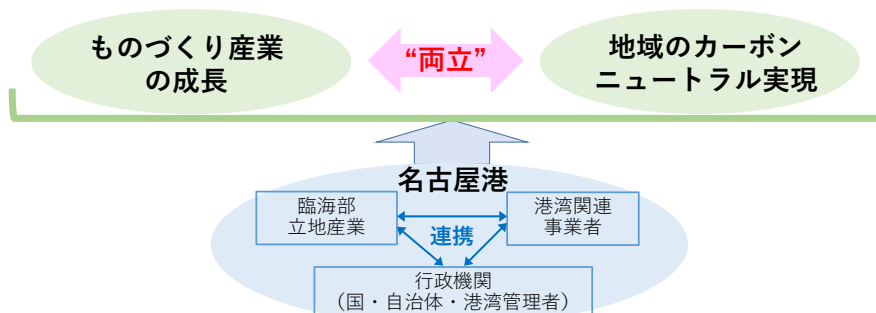 ものづくり産業
の成長
“両立”
地域のカーボン
ニュートラル実現
名古屋港
臨海部
立地産業
連携
港湾関連
事業者
行政機関
（国・自治体・港湾管理者）